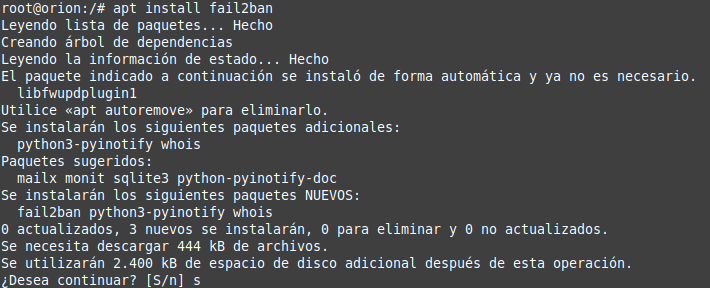 root@orion:/# apt install fail2ban
Leyendo lista de paquetes... Hecho
Creando árbol de dependencias
Leyendo la información de estado... Hecho
El paquete indicado a continuación se instaló de forma automática y ya no es necesario.
  libfwupdplugin1
Utilice «apt autoremove» para eliminarlo.
Se instalarán los siguientes paquetes adicionales:
  python3-pyinotify whois
Paquetes sugeridos:
  mailx monit sqlite3 python-pyinotify-doc
Se instalarán los siguientes paquetes NUEVOS:
  fail2ban python3-pyinotify whois
0 actualizados, 3 nuevos se instalarán, 0 para eliminar y 0 no actualizados.
Se necesita descargar 444 kB de archivos.
Se utilizarán 2.400 kB de espacio de disco adicional después de esta operación.
¿Desea continuar? [S/n] s